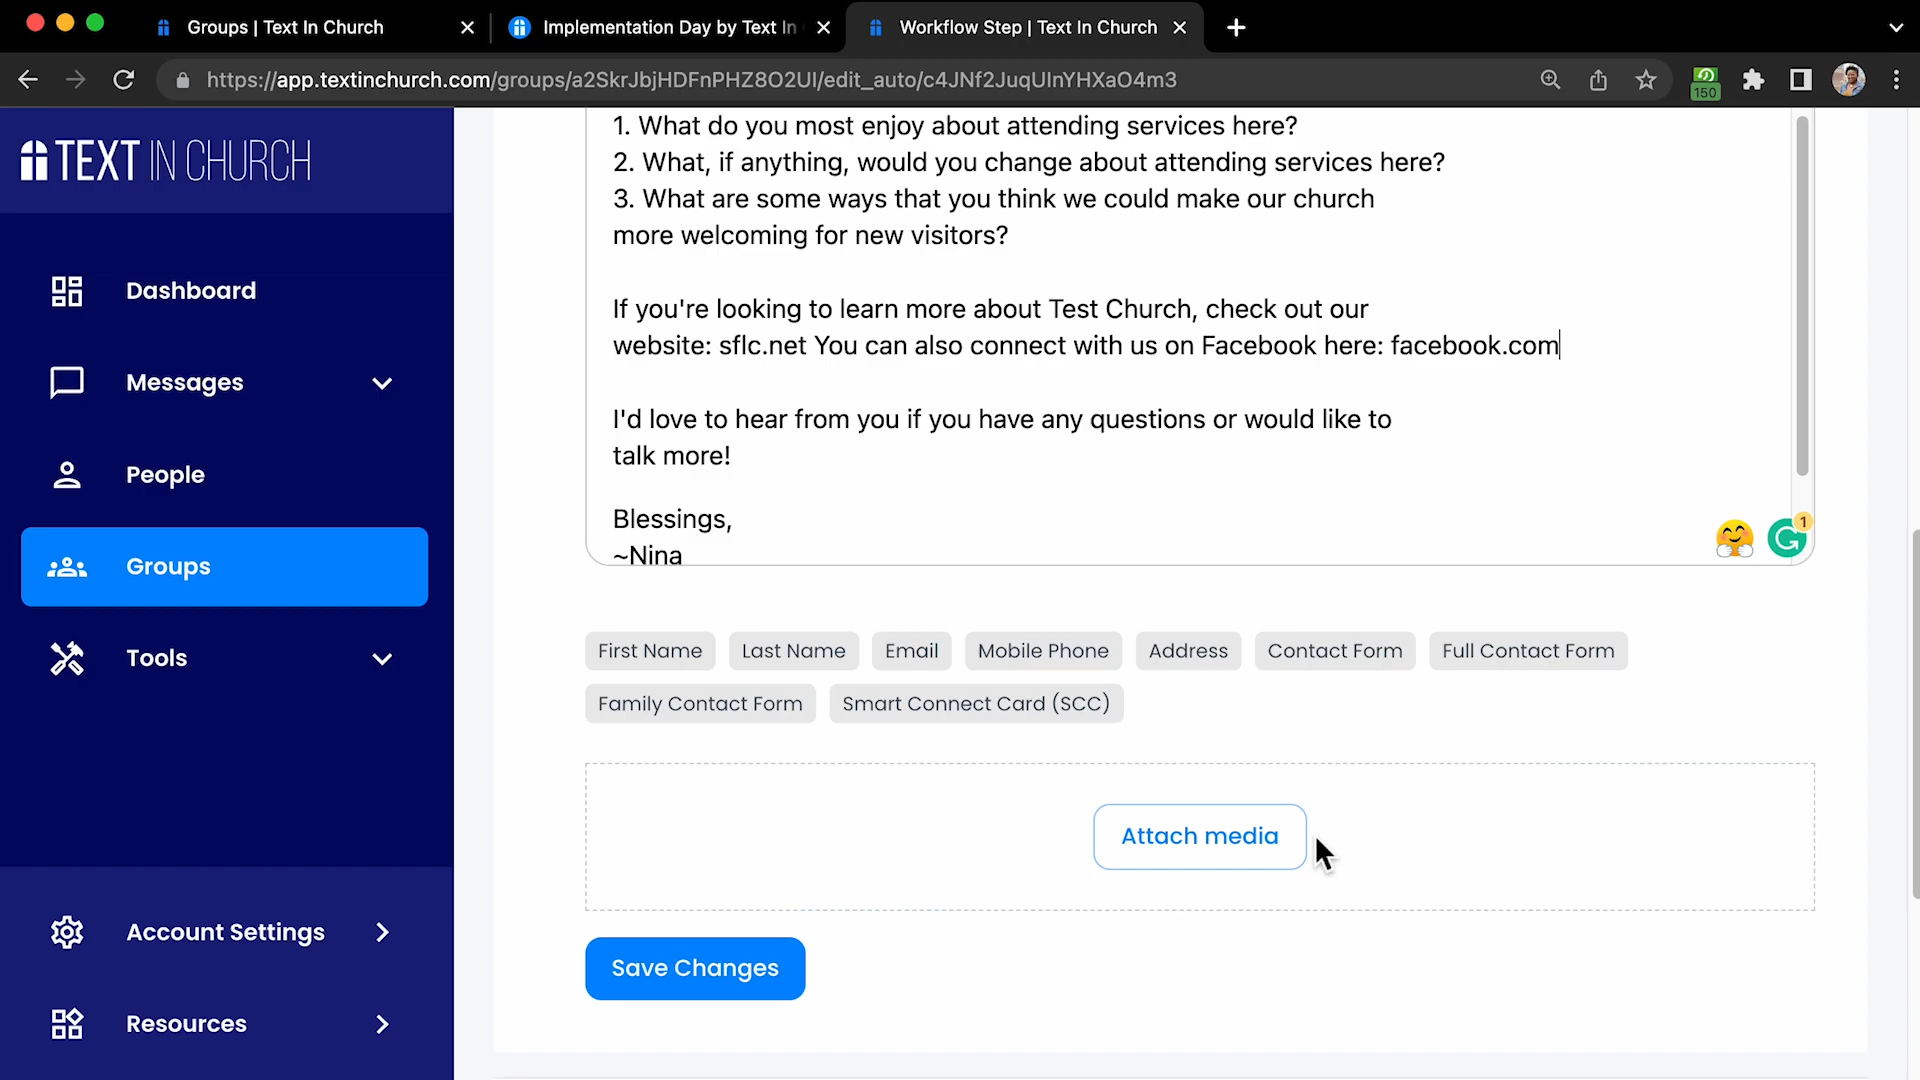 Groups | Text In Church
Implementation Day by Text In
Workflow Step | Text In Church
https://app.textinchurch.com/groups/a2SkrJbjHDFnPHZ8O2UI/edit_auto/c4JNf2JuqUInYHXaO4m3
150
TEXT IN CHURCH
Dashboard
Messages
People
Groups
Tools
Account Settings
Resources
1. What do you most enjoy about attending services here?
2. What, if anything, would you change about attending services here?
3. What are some ways that you think we could make our church
more welcoming for new visitors?
If you're looking to learn more about Test Church, check out our
website: sflc.net You can also connect with us on Facebook here: facebook.com
I'd love to hear from you if you have any questions or would like to
talk more!
Blessings,
~Nina
1
First Name Last Name Email Mobile Phone Address Contact Form Full Contact Form
Family Contact Form Smart Connect Card (SCC)
Attach media
Save Changes